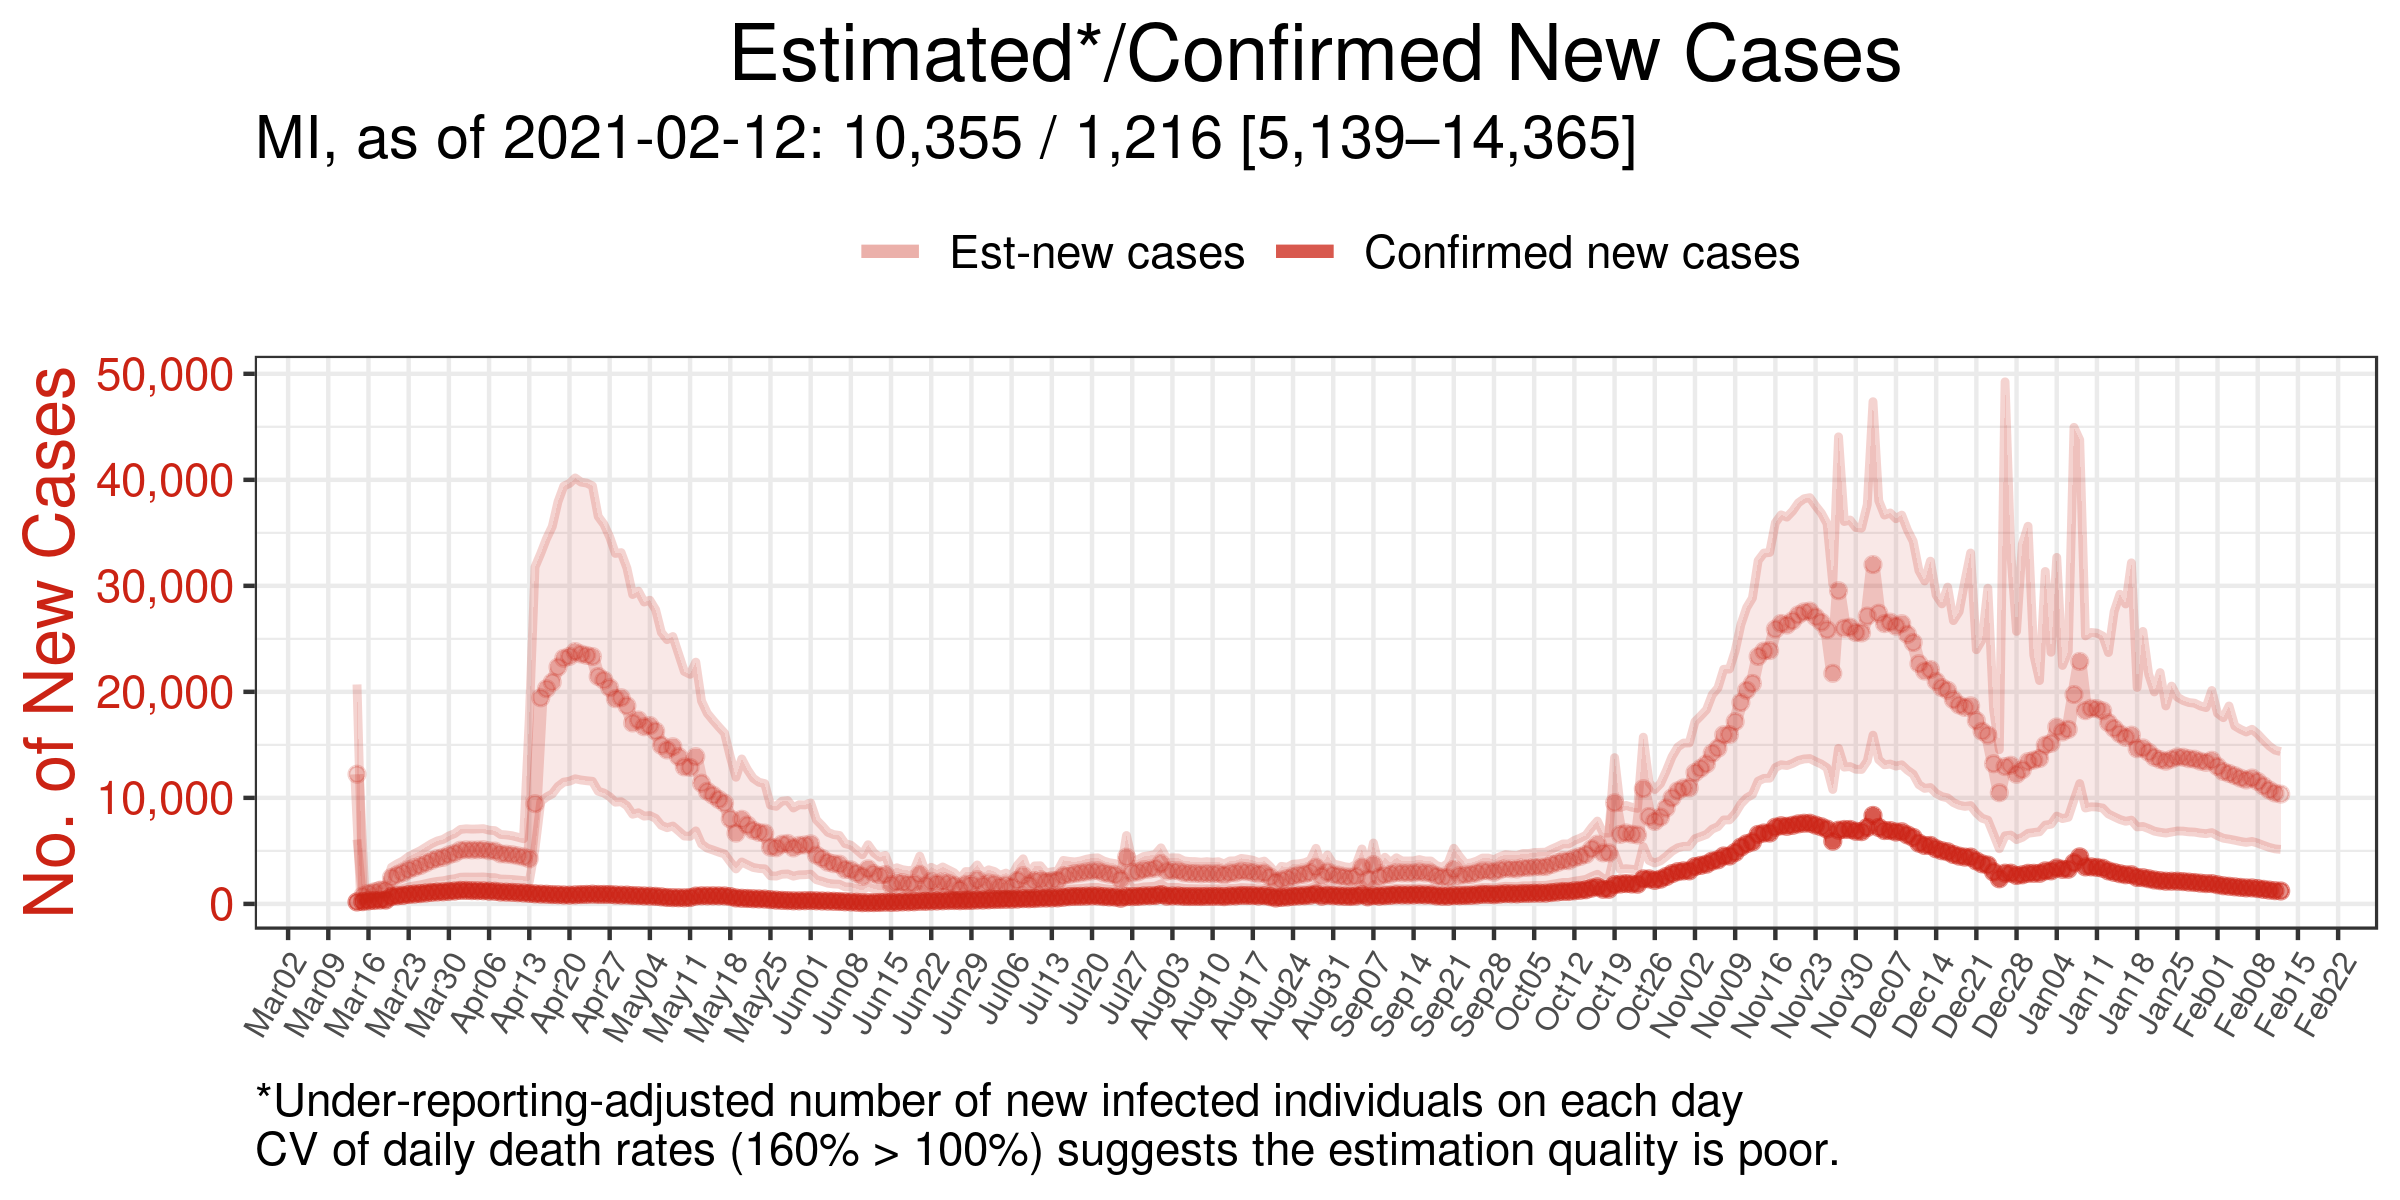 Estimated*/Confirmed New Cases
MI, as of 2021-02-12: 10,355 / 1,216 [5,139–14,365]
Est-new cases
Confirmed new cases
No. of New Cases
50,000
40,000
30,000
20,000
10,000
0
Mar02
Mar09
Mar16
Mar23
Mar30
Apr06
Apr13
Apr20
Apr27
May04
May11
May18
May25
Jun01
Jun08
Jun15
Jun22
Jun29
Jul06
Jul13
Jul20
Jul27
Aug03
Aug10
Aug17
Aug24
Aug31
Sep07
Sep14
Sep21
Sep28
Oct05
Oct12
Oct19
Oct26
Nov02
Nov09
Nov16
Nov23
Nov30
Dec07
Dec14
Dec21
Dec28
Jan04
Jan11
Jan18
Jan25
Feb01
Feb08
Feb15
Feb22
*Under-reporting-adjusted number of new infected individuals on each day
CV of daily death rates (160% > 100%) suggests the estimation quality is poor.